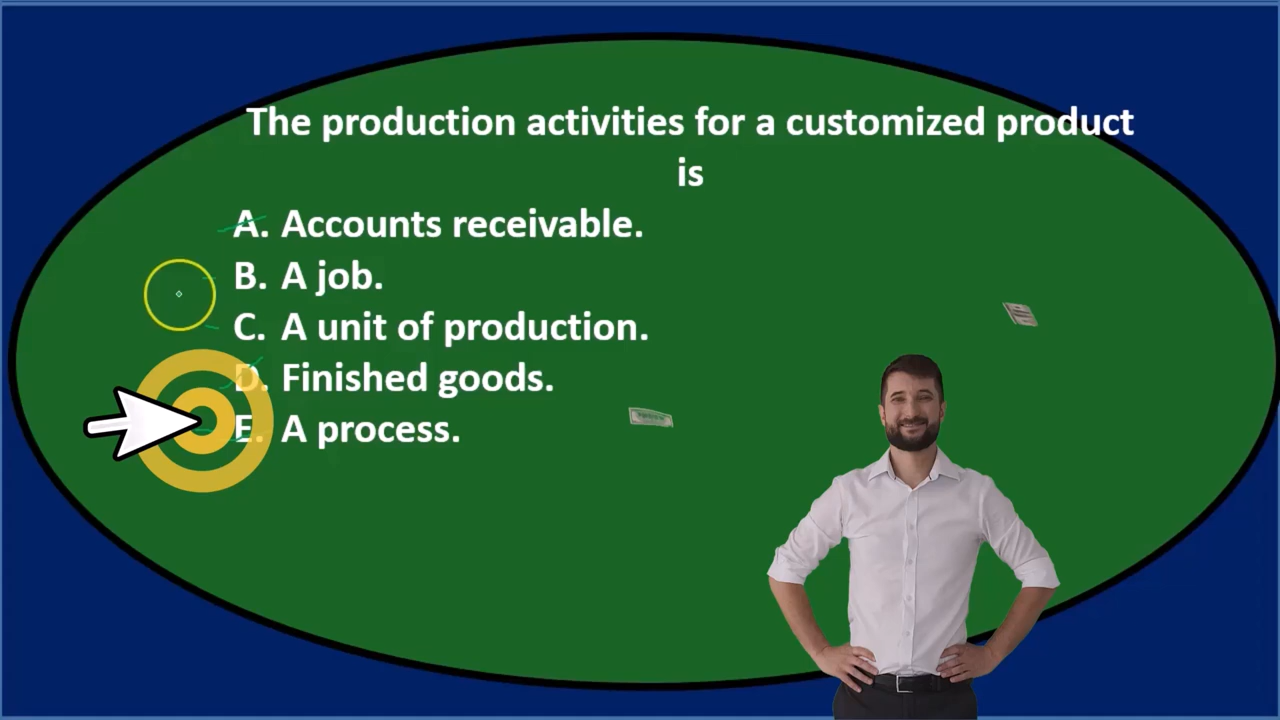 The production activities for a customized product
is
A. Accounts receivable.
B. A job.
C. A unit of production.
D. Finished goods.
E. A process.